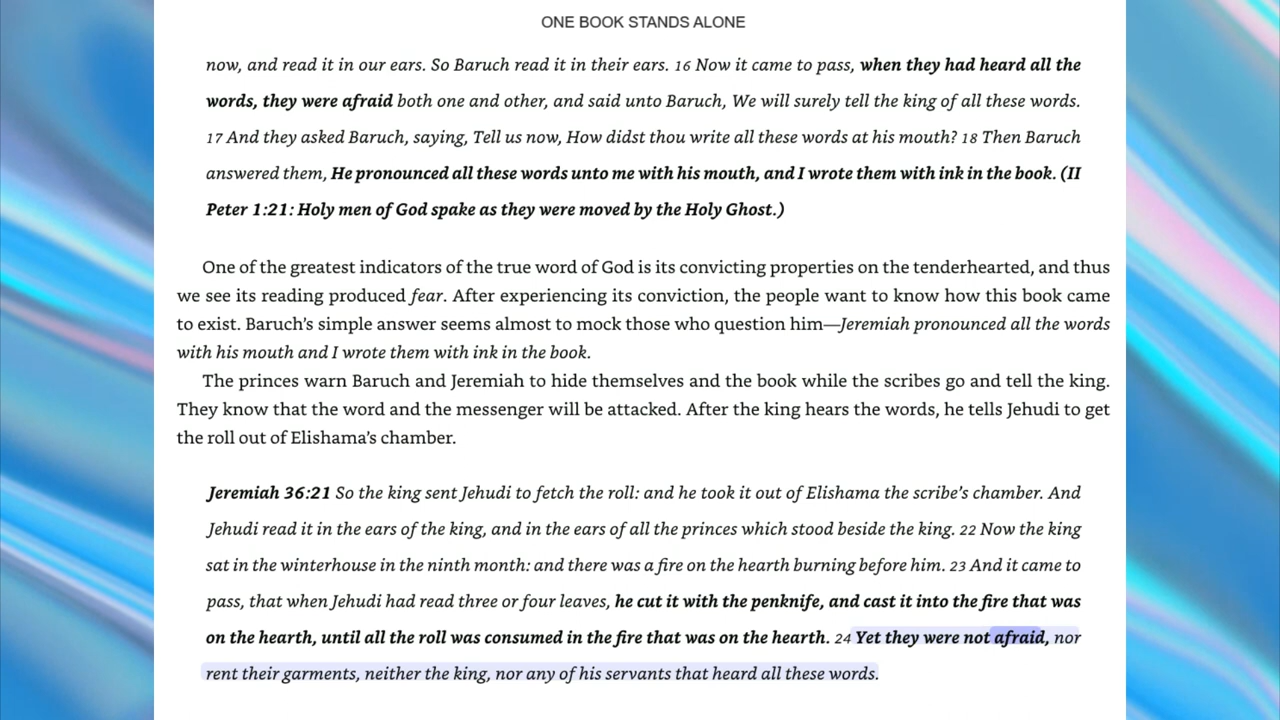 ONE BOOK STANDS ALONE
now, and read it in our ears. So Baruch read it in their ears. 16 Now it came to pass, when they had heard all the
words, they were afraid both one and other, and said unto Baruch, We will surely tell the king of all these words.
17 And they asked Baruch, saying, Tell us now, How didst thou write all these words at his mouth? 18 Then Baruch
answered them, He pronounced all these words unto me with his mouth, and I wrote them with ink in the book. (II
Peter 1:21: Holy men of God spake as they were moved by the Holy Ghost.)
One of the greatest indicators of the true word of God is its convicting properties on the tenderhearted, and thus
we see its reading produced fear. After experiencing its conviction, the people want to know how this book came
to exist. Baruch’s simple answer seems almost to mock those who question him—Jeremiah pronounced all the words
with his mouth and I wrote them with ink in the book.
The princes warn Baruch and Jeremiah to hide themselves and the book while the scribes go and tell the king.
They know that the word and the messenger will be attacked. After the king hears the words, he tells Jehudi to get
the roll out of Elishama’s chamber.
Jeremiah 36:21 So the king sent Jehudi to fetch the roll: and he took it out of Elishama the scribe’s chamber. And
Jehudi read it in the ears of the king, and in the ears of all the princes which stood beside the king. 22 Now the king
sat in the winterhouse in the ninth month: and there was a fire on the hearth burning before him. 23 And it came to
pass, that when Jehudi had read three or four leaves, he cut it with the penknife, and cast it into the fire that was
on the hearth, until all the roll was consumed in the fire that was on the hearth. 24 Yet they were not afraid, nor
rent their garments, neither the king, nor any of his servants that heard all these words.